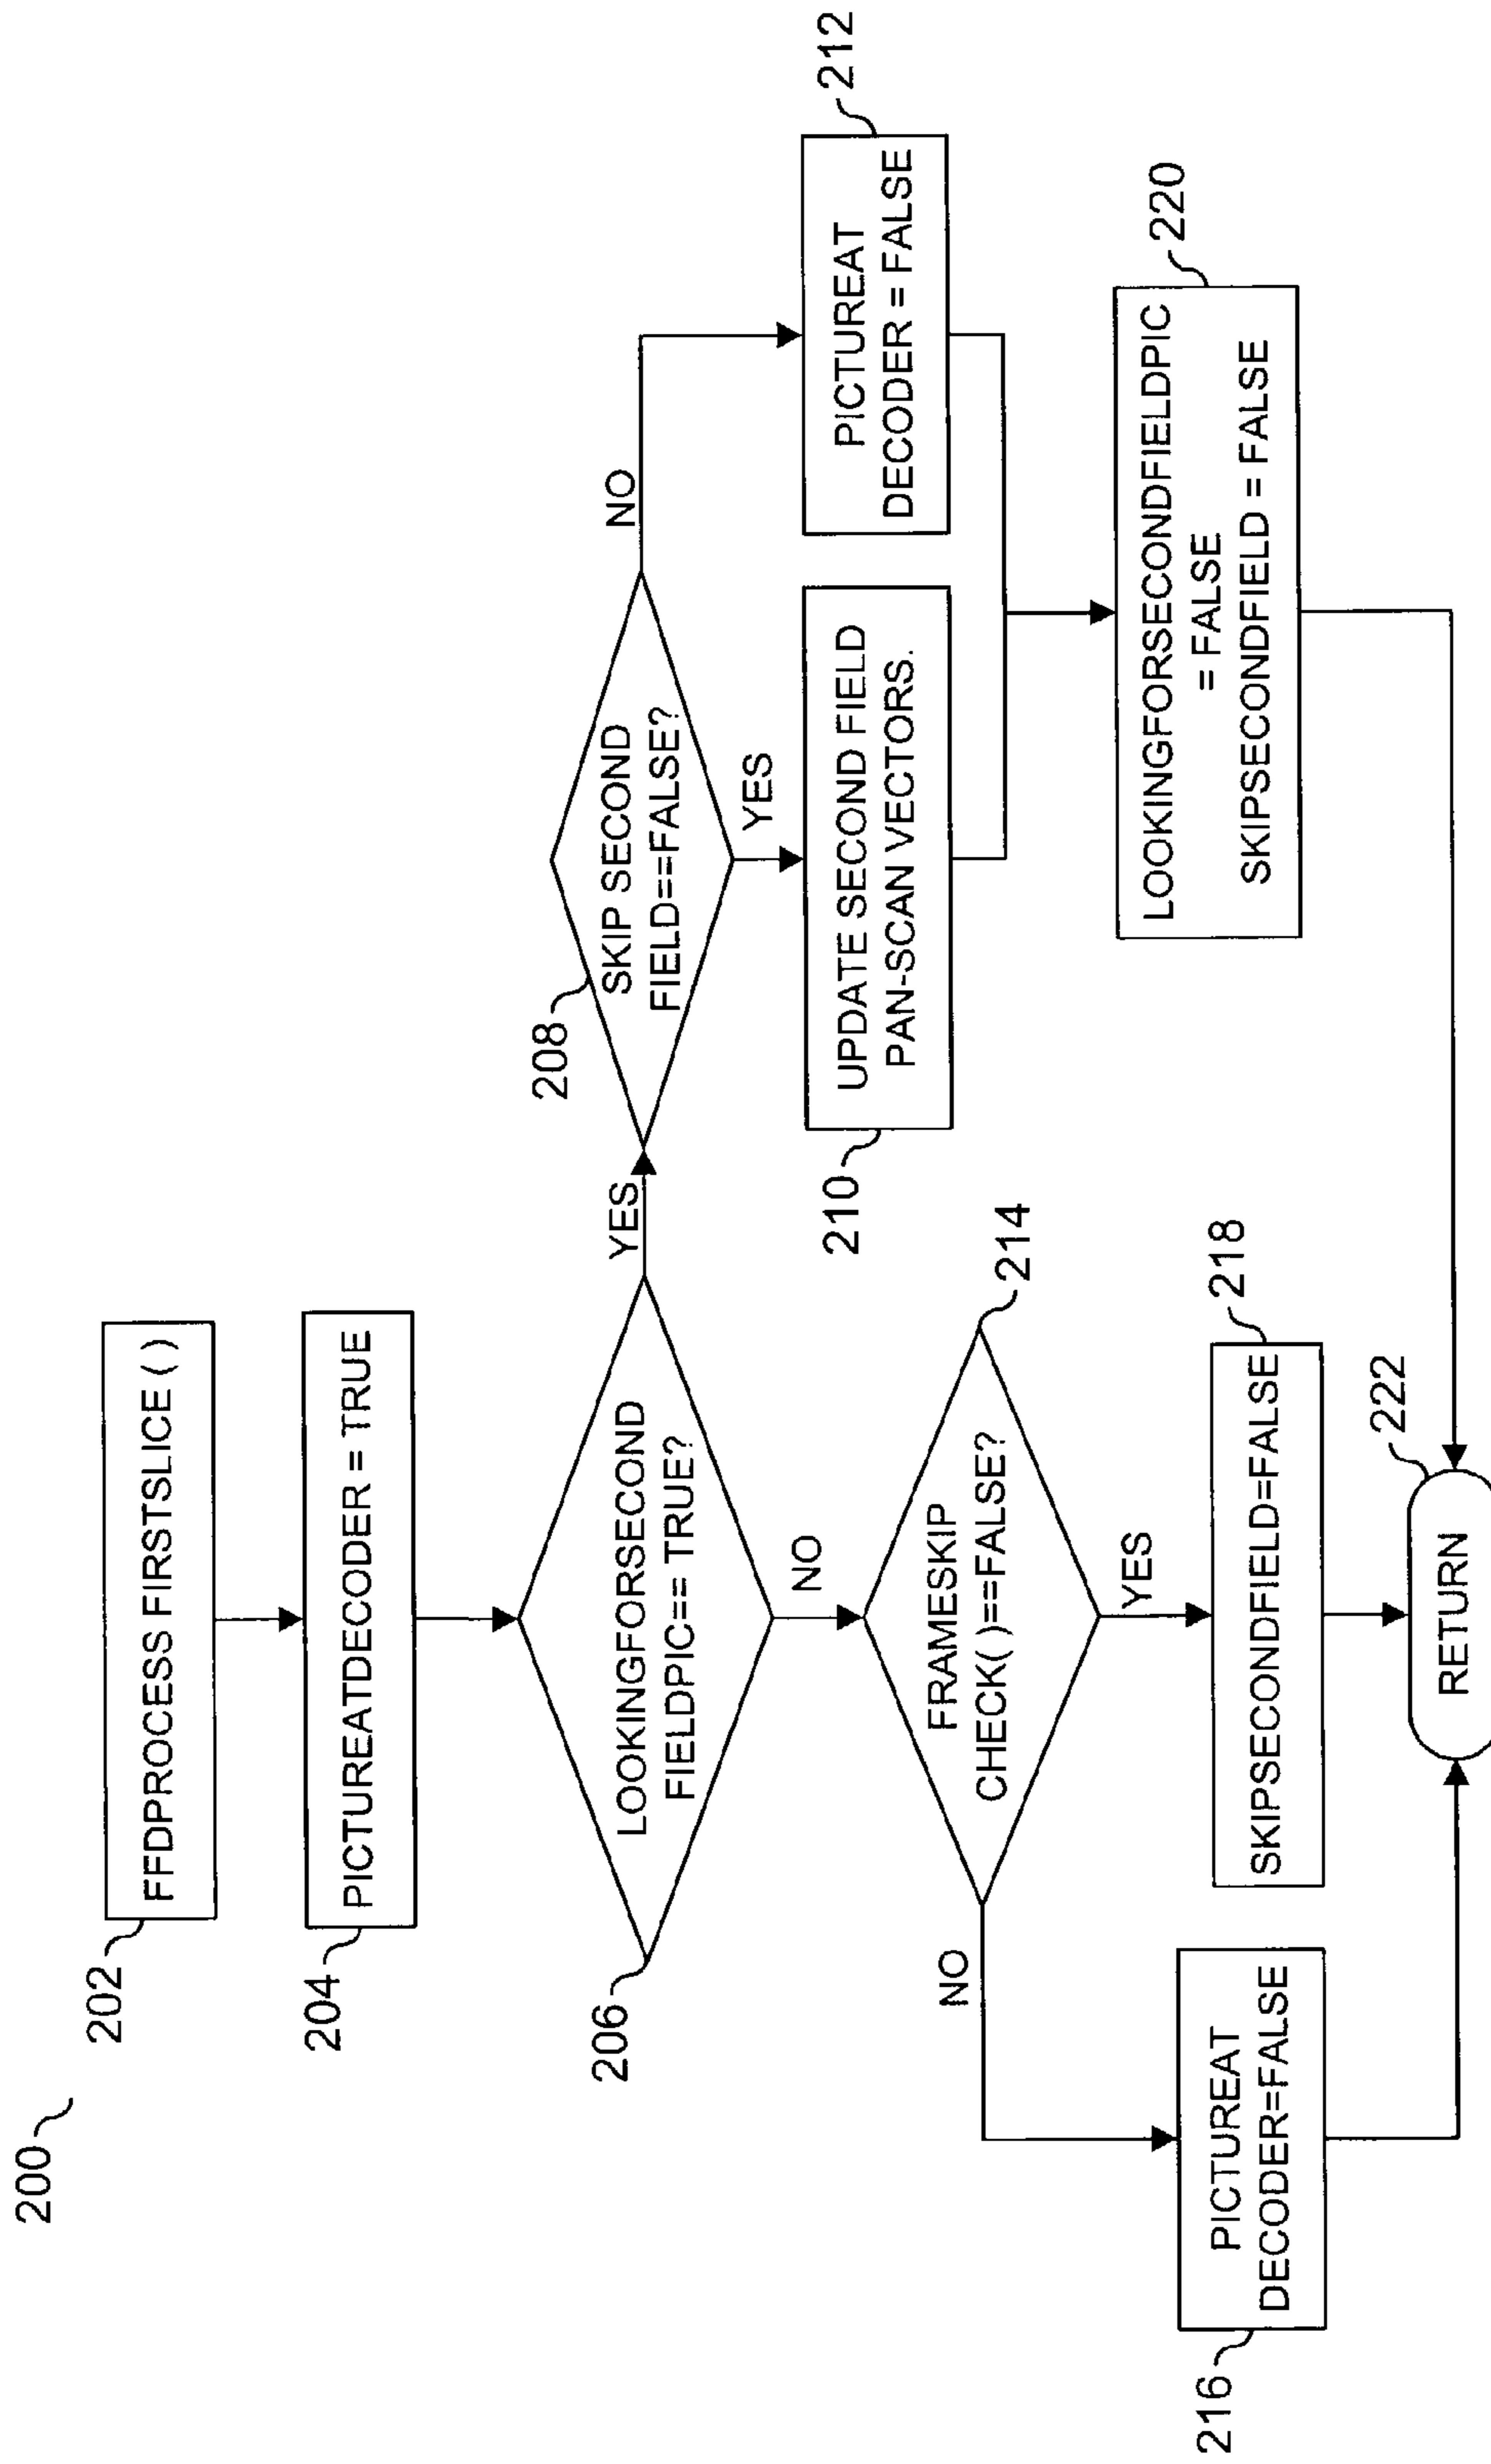 200
202
FFDPROCESS FIRSTSLICE ( )
204
PICTUREATDECODER = TRUE
206
LOOKINGFORSECOND
FIELDPIC== TRUE?
YES
NO
208
SKIP SECOND
FIELD==FALSE?
YES
NO
210
UPDATE SECOND FIELD
PAN-SCAN VECTORS.
212
PICTUREAT
DECODER = FALSE
214
FRAMESKIP
CHECK( )==FALSE?
NO
YES
216
PICTUREAT
DECODER=FALSE
218
SKIPSECONDFIELD=FALSE
220
LOOKINGFORSECONDFIELDPIC
= FALSE
SKIPSECONDFIELD = FALSE
222
RETURN